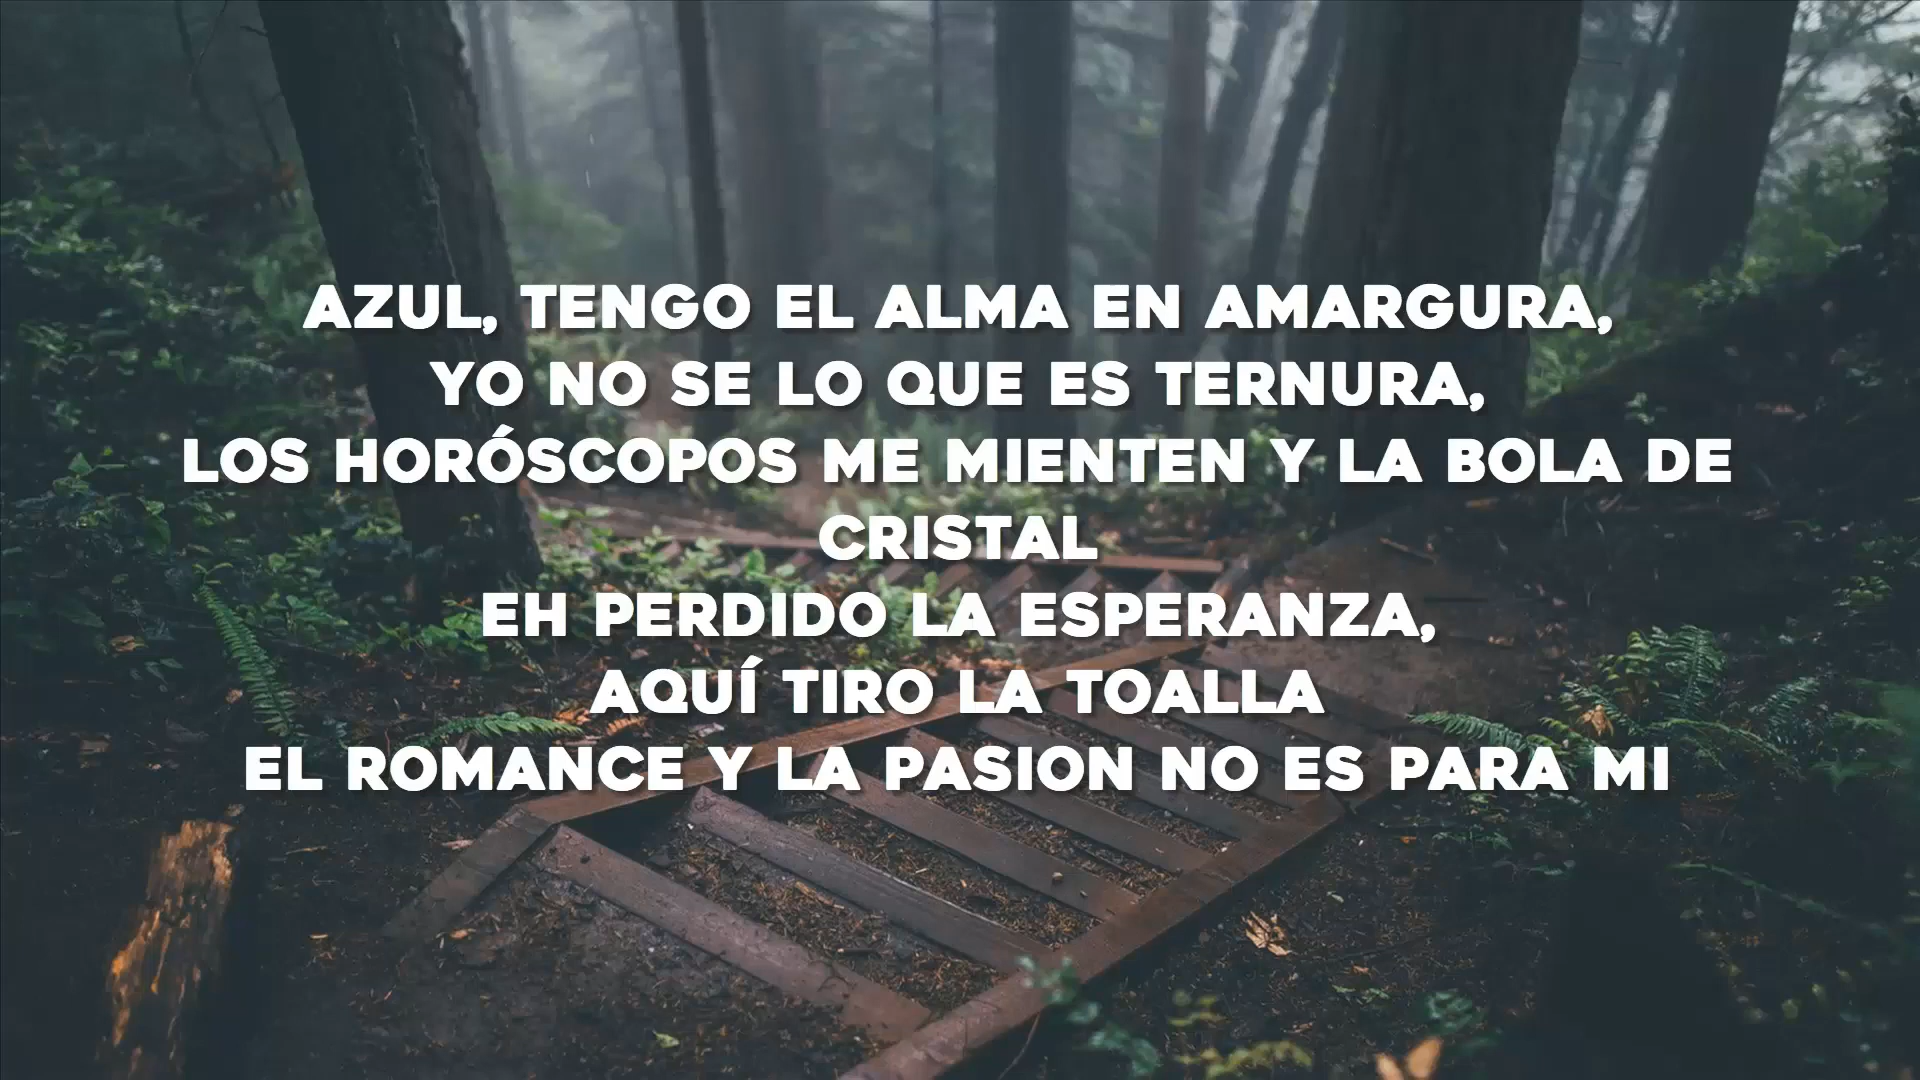 AZUL, TENGO EL ALMA EN AMARGURA,
YO NO SE LO QUE ES TERNURA,
LOS HORÓSCOPOS ME MIENTEN Y LA BOLA DE
CRISTAL
EH PERDIDO LA ESPERANZA,
AQUÍ TIRO LA TOALLA
EL ROMANCE Y LA PASION NO ES PARA MI